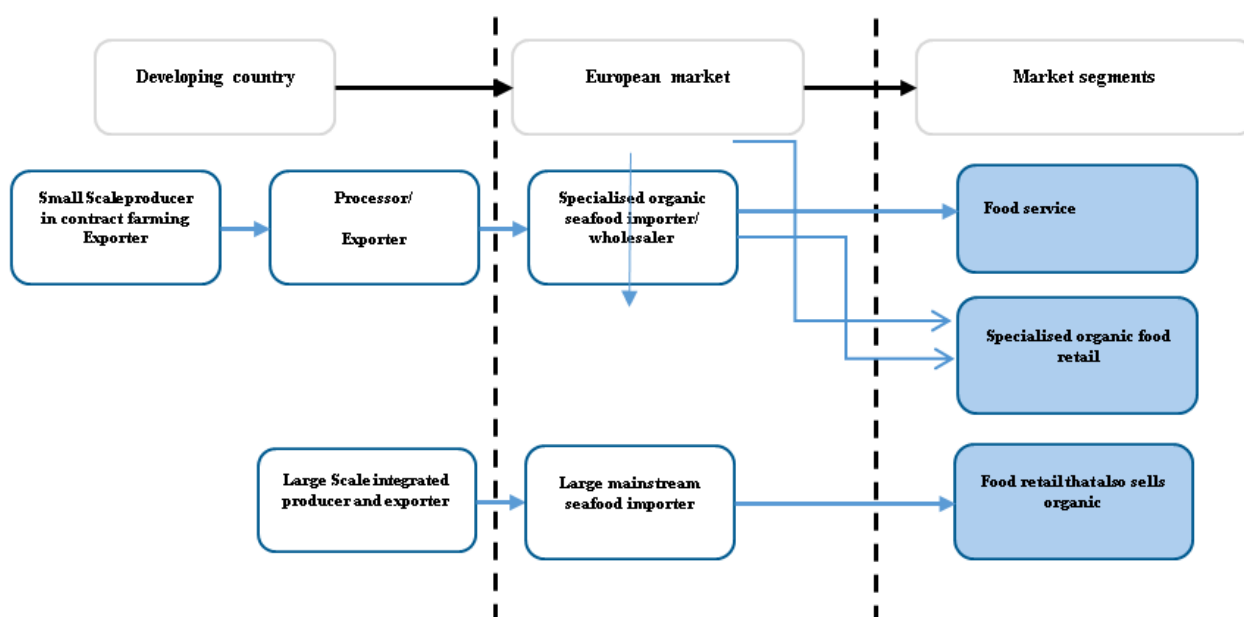 Developing country
European market
Market segments
Small Scaleproducer
in contract farming
Exporter
Processor/
Exporter
Specialised organic
seafood importer/
wholesaler
Food service
Specialised organic food
retail
Large Scale integrated
producer and exporter
Large mainstream
seafood importer
Food retail that also sells
organic